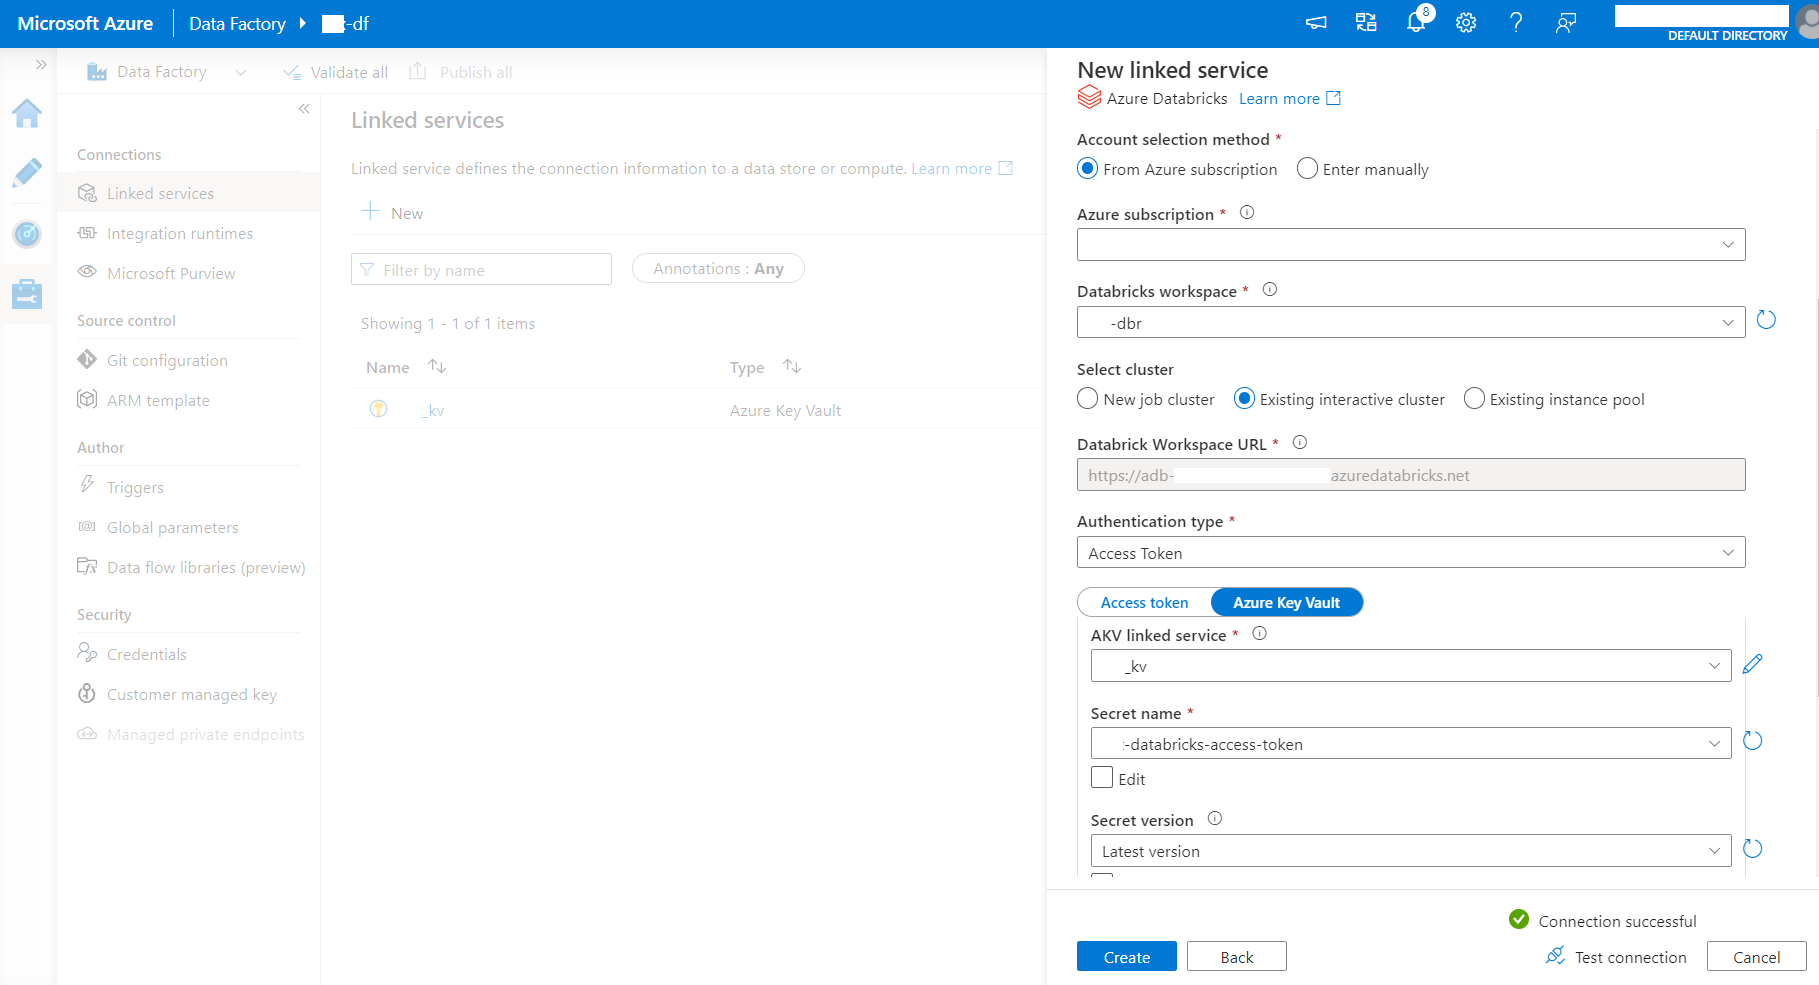 Microsoft Azure
Data Factory
-df
8
DEFAULT DIRECTORY
Data Factory
Validate all
Publish all
Connections
Linked services
Integration runtimes
Microsoft Purview
Source control
Git configuration
ARM template
Author
Triggers
Global parameters
Data flow libraries (preview)
Security
Credentials
Customer managed key
Managed private endpoints
Linked services
Linked service defines the connection information to a data store or compute. Learn more
New
Filter by name
Annotations : Any
Showing 1 - 1 of 1 items
Name Type
_kv Azure Key Vault
New linked service
Azure Databricks Learn more
Account selection method *
From Azure subscription Enter manually
Azure subscription *
Databricks workspace *
-dbr
Select cluster
New job cluster Existing interactive cluster Existing instance pool
Databrick Workspace URL *
https://adb- azuredatabricks.net
Authentication type *
Access Token
Access token Azure Key Vault
AKV linked service *
_kv
Secret name *
-databricks-access-token
Edit
Secret version
Latest version
Connection successful
Create Back Test connection Cancel